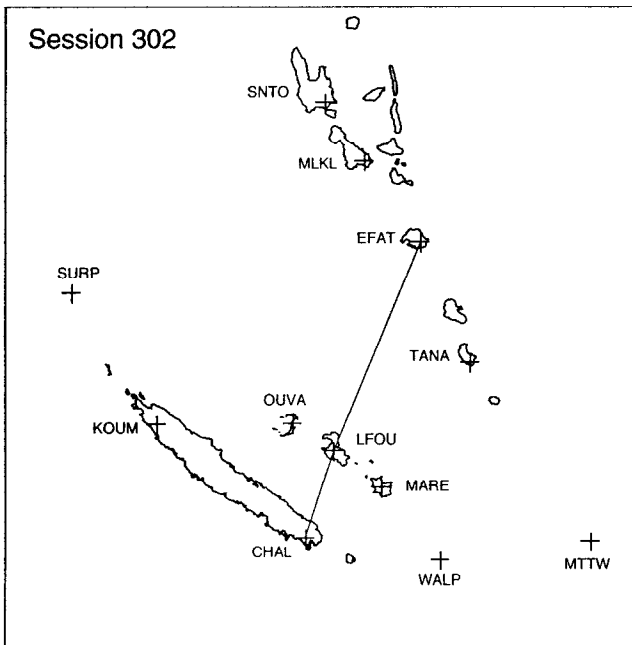 Session 302
SNTO
MLKL
EFAT
SURP
TANA
OUVA
KOUM
LFOU
MARE
CHAL
WALP
MTTW